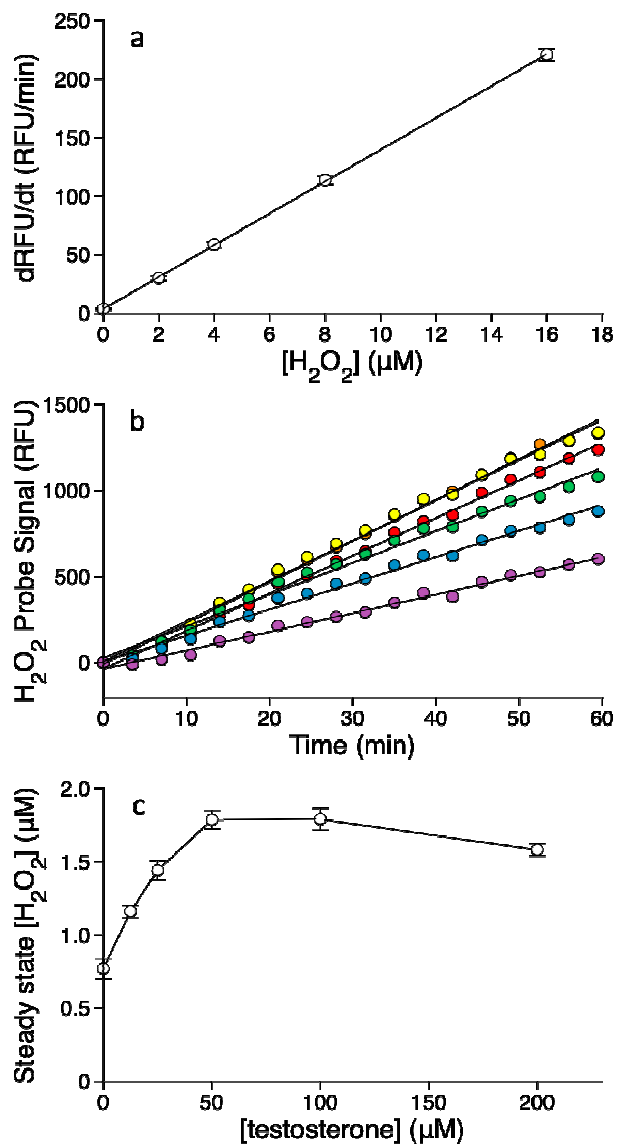 a
dRFU/dt (RFU/min)
250
200
150
100
50
0
0 2 4 6 8 10 12 14 16 18
[H₂O₂] (µM)
b
H₂O₂ Probe Signal (RFU)
1500
1000
500
0
0 10 20 30 40 50 60
Time (min)
c
Steady state [H₂O₂] (µM)
2.0
1.5
1.0
0.5
0
0 50 100 150 200
[testosterone] (µM)